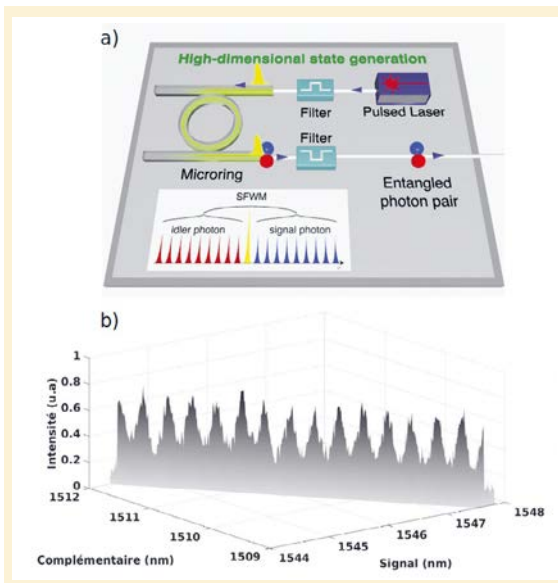 a)
High-dimensional state generation
Filter
Pulsed Laser
Filter
Microring
Entangled
photon pair
SFWM
idler photon
signal photon
b)
Intensité (u.a)
1
0.8
0.6
0.4
0.2
0
1512
1511
1510
1509
1544
1545
1546
1547
1548
Complémentaire (nm)
Signal (nm)